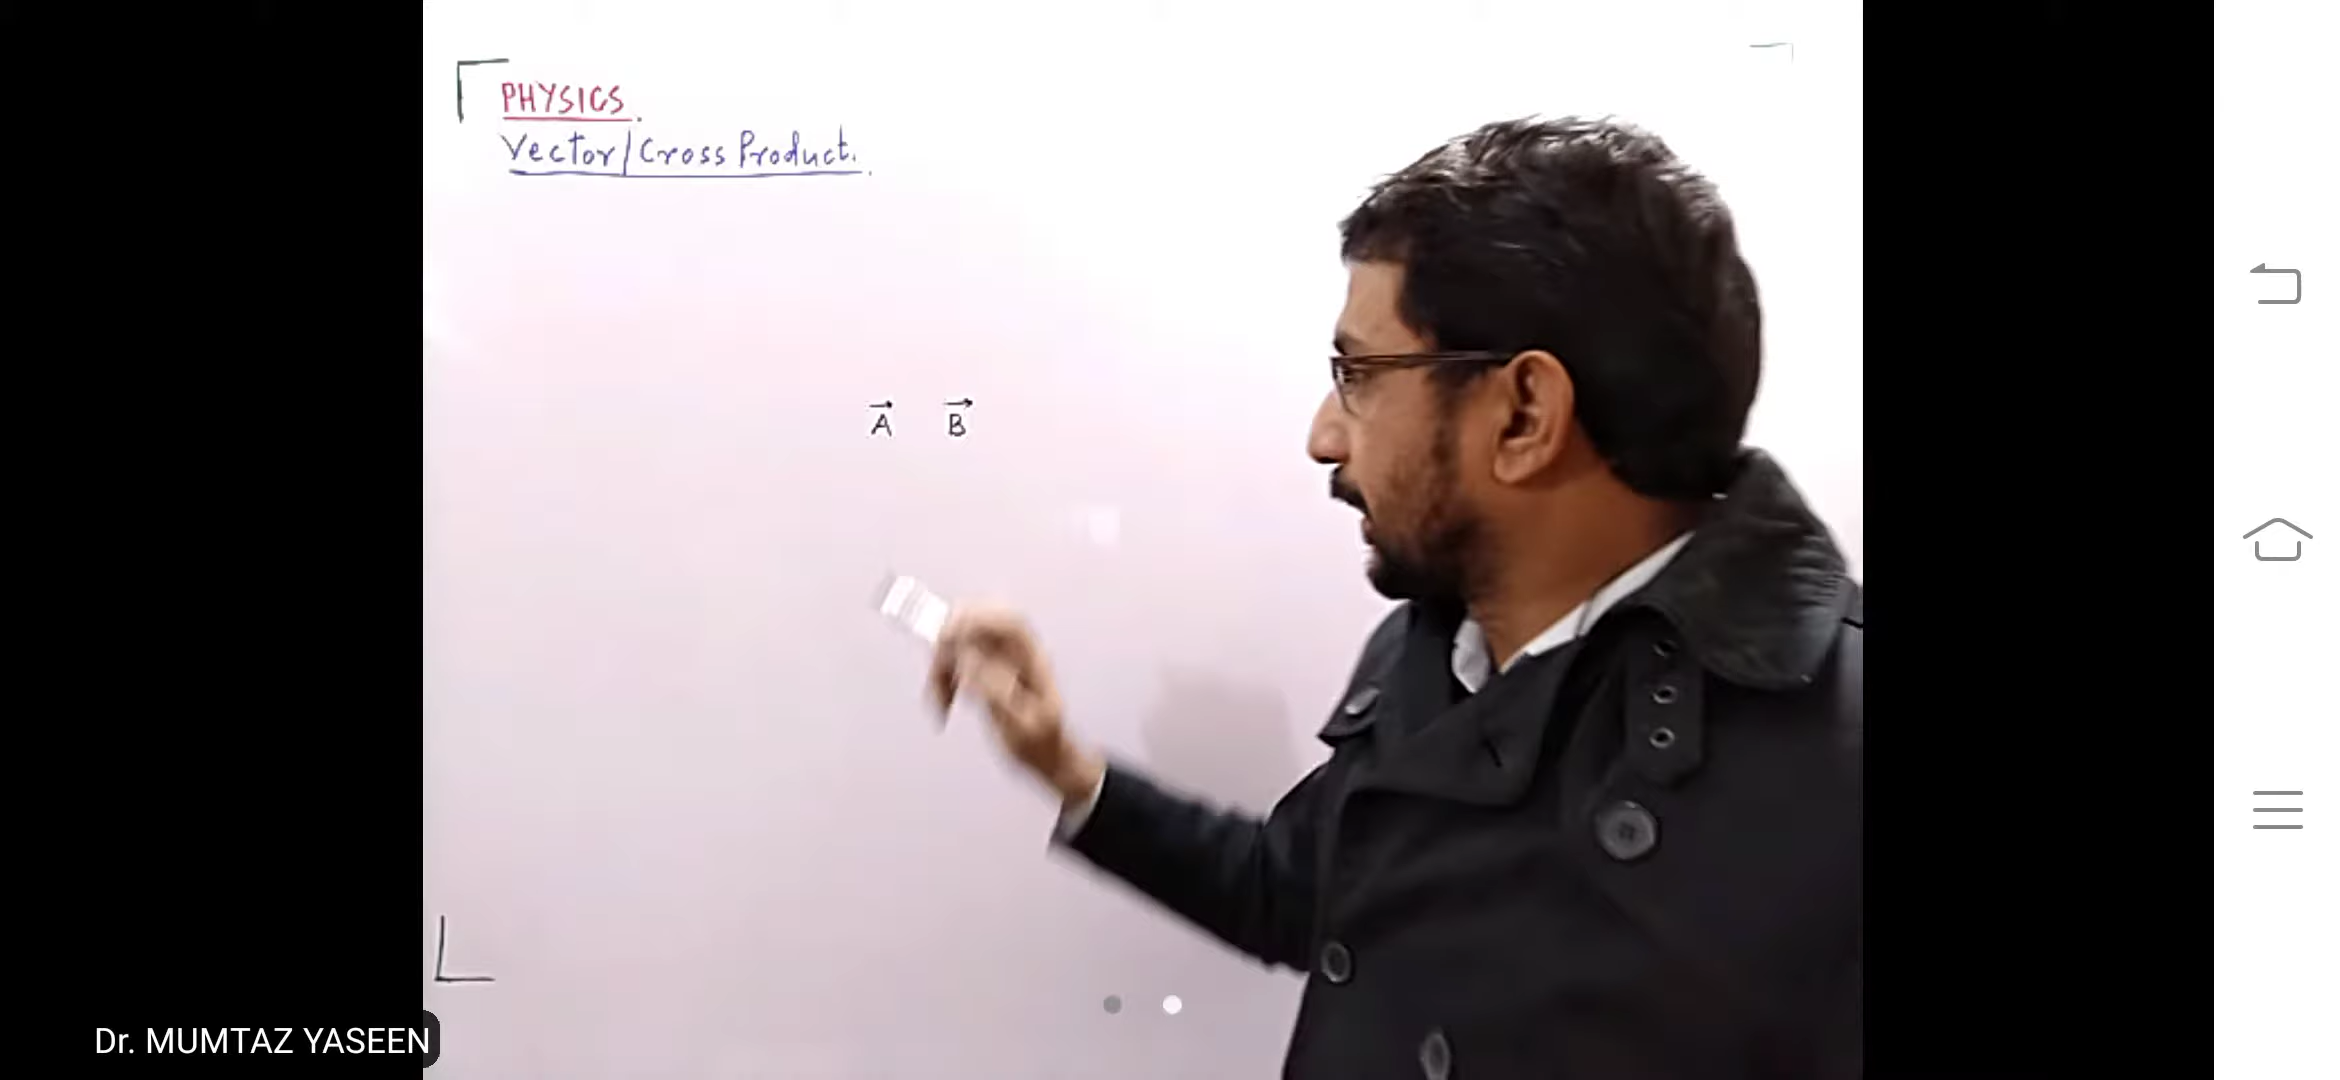 PHYSICS.
Vector/Cross Product.
A B
Dr. MUMTAZ YASEEN